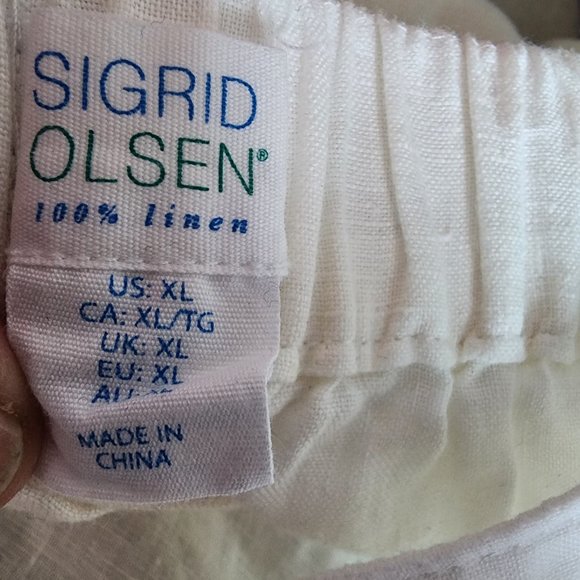 SIGRID
OLSEN®
100% linen
US: XL
CA: XL/TG
UK: XL
EU: XL
MADE IN
CHINA